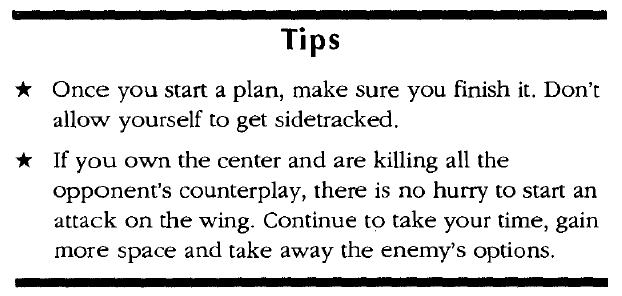 Tips
★ Once you start a plan, make sure you finish it. Don't
allow yourself to get sidetracked.
★ If you own the center and are killing all the
opponent's counterplay, there is no hurry to start an
attack on the wing. Continue to take your time, gain
more space and take away the enemy's options.